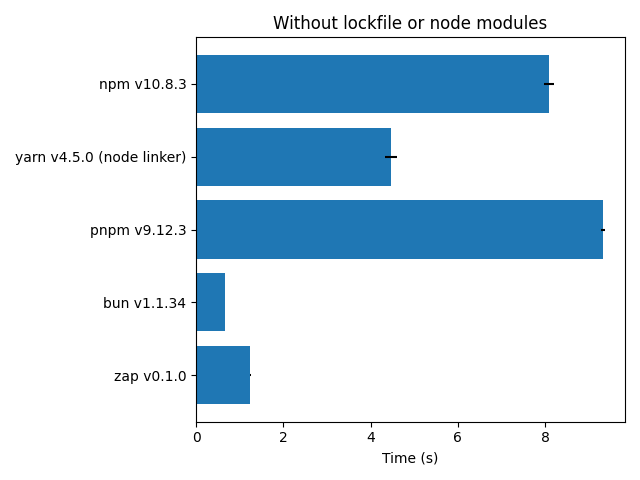 Without lockfile or node modules
npm v10.8.3
yarn v4.5.0 (node linker)
pnpm v9.12.3
bun v1.1.34
zap v0.1.0
0 2 4 6 8
Time (s)